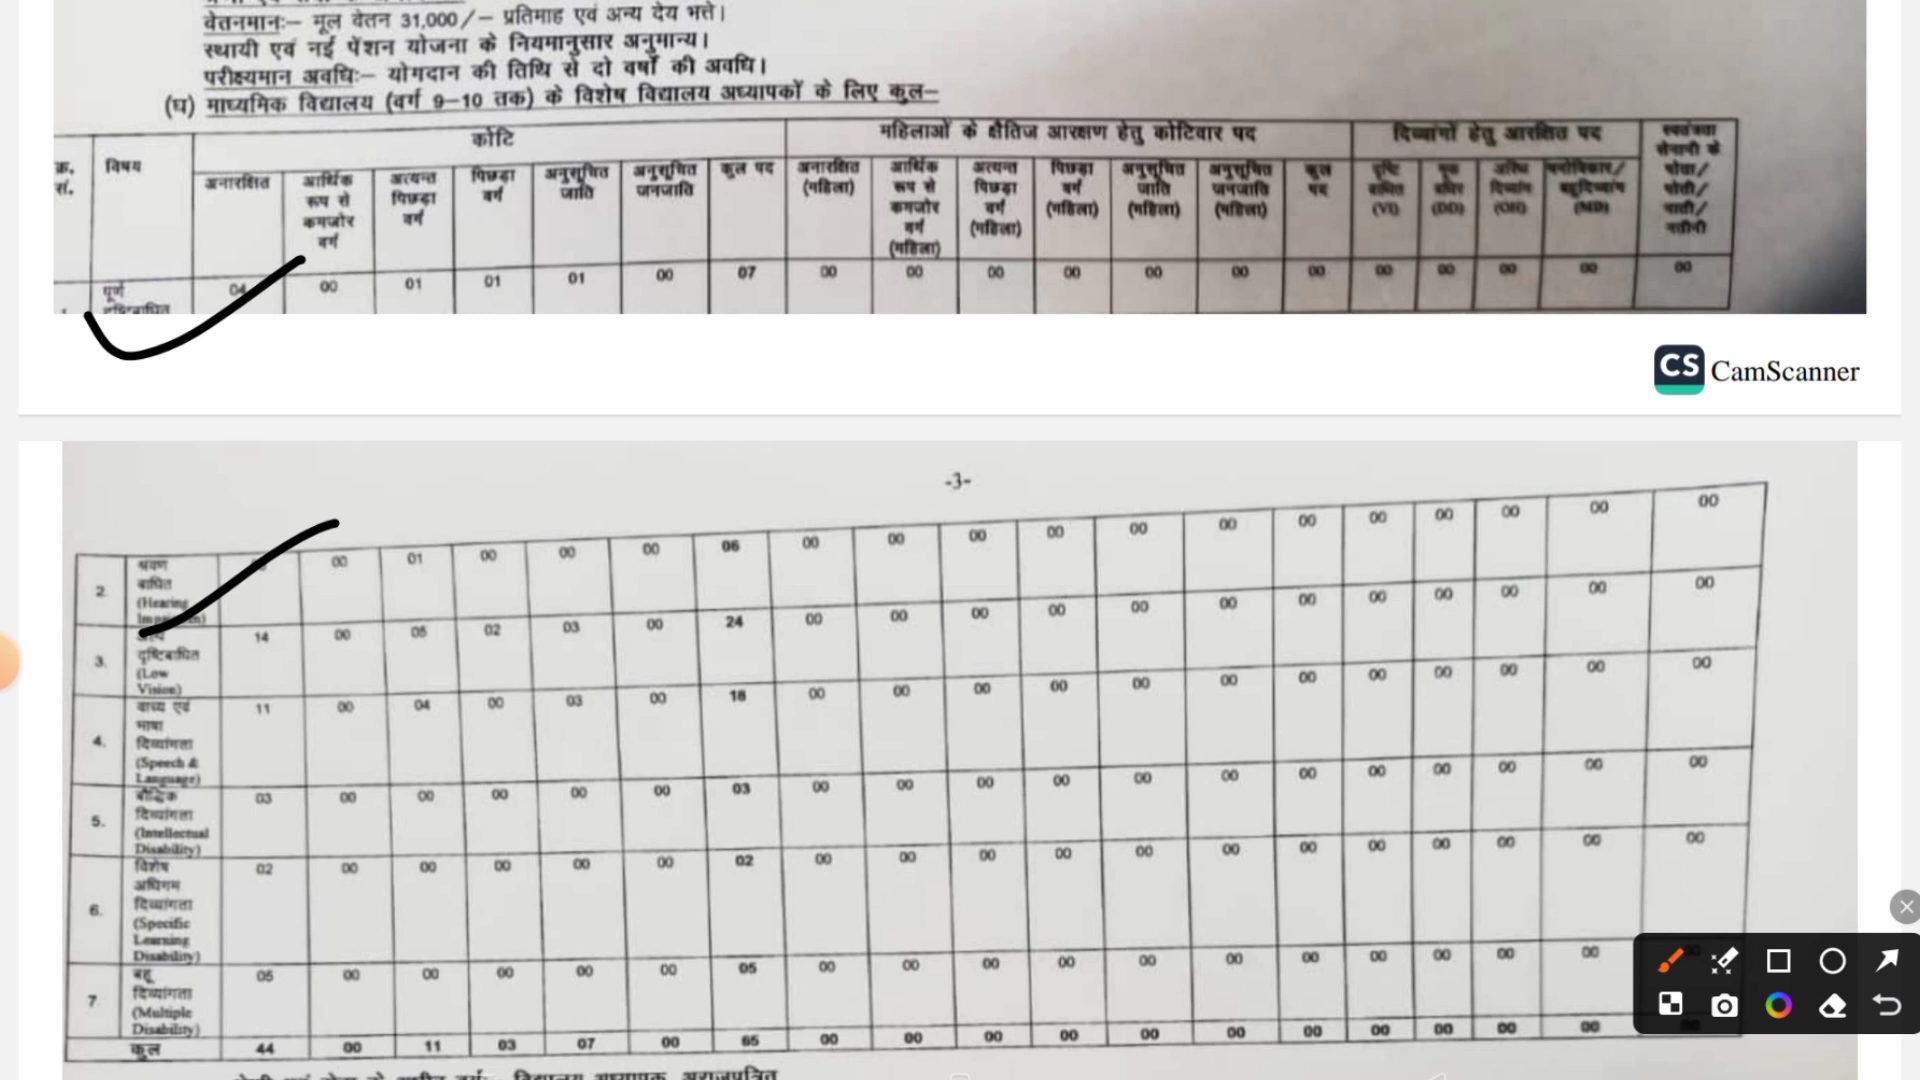 वेतनमानः– मूल वेतन 31,000/– प्रतिमाह एवं अन्य देय भत्ते।
स्थायी एवं नई पेंशन योजना के नियमानुसार अनुमान्य।
परीक्ष्यमान अवधिः– योगदान की तिथि से दो वर्षों की अवधि।
(घ) माध्यमिक विद्यालय (वर्ग 9–10 तक) के विशेष विद्यालय अध्यापकों के लिए कुल–
क्र. सं. विषय कोटि महिलाओं के क्षैतिज आरक्षण हेतु कोटिवार पद दिव्यांगों हेतु आरक्षित पद स्वतंत्रता सेनानी के पोता/ पोती/ नाती/ नतीनी
अनारक्षित आर्थिक रूप से कमजोर वर्ग अत्यन्त पिछड़ा वर्ग पिछड़ा वर्ग अनुसूचित जाति अनुसूचित जनजाति कुल पद अनारक्षित (महिला) आर्थिक रूप से कमजोर वर्ग (महिला) अत्यन्त पिछड़ा वर्ग (महिला) पिछड़ा वर्ग (महिला) अनुसूचित जाति (महिला) अनुसूचित जनजाति (महिला) कुल पद दृष्टि बाधित (VI) मूक बधिर (DD) अस्थि दिव्यांग (OH) मनोविकार/ बहुदिव्यांग (MD)
पूर्ण दृष्टिबाधित 04 00 01 01 01 00 07 00 00 00 00 00 00 00 00 00 00 00 00
CS CamScanner
-3-
2. श्रवण बाधित (Hearing 00 01 00 00 00 06 00 00 00 00 00 00 00 00 00 00 00 00
3. अल्प दृष्टिबाधित (Low Vision) 14 00 05 02 03 00 24 00 00 00 00 00 00 00 00 00 00 00 00
4. वाच्य एवं भाषा दिव्यांगता (Speech & Language) 11 00 04 00 03 00 18 00 00 00 00 00 00 00 00 00 00 00 00
5. बौद्धिक दिव्यांगता (Intellectual Disability) 03 00 00 00 00 00 03 00 00 00 00 00 00 00 00 00 00 00 00
6. विशेष अधिगम दिव्यांगता (Specific Learning Disability) 02 00 00 00 00 00 02 00 00 00 00 00 00 00 00 00 00 00 00
7 बहु दिव्यांगता (Multiple Disability) 05 00 00 00 00 00 05 00 00 00 00 00 00 00 00 00 00 00
कुल 44 00 11 03 07 00 65 00 00 00 00 00 00 00 00 00 00 00 00